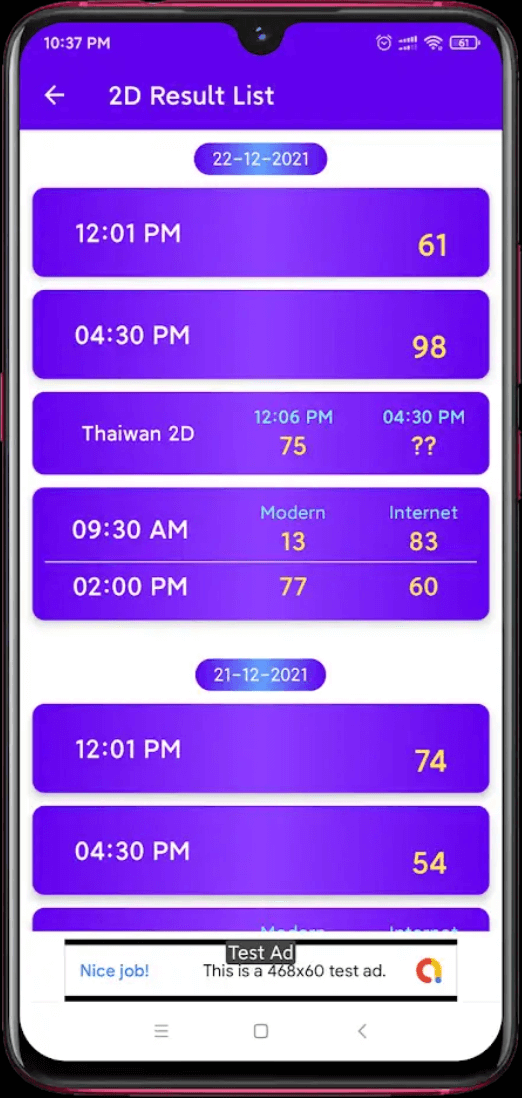 10:37 PM 61
2D Result List
22-12-2021
12:01 PM 61
04:30 PM 98
12:06 PM 04:30 PM
Thaiwan 2D 75 ??
Modern Internet
09:30 AM 13 83
02:00 PM 77 60
21-12-2021
12:01 PM 74
04:30 PM 54
Modern Internet
Test Ad
Nice job! This is a 468x60 test ad.